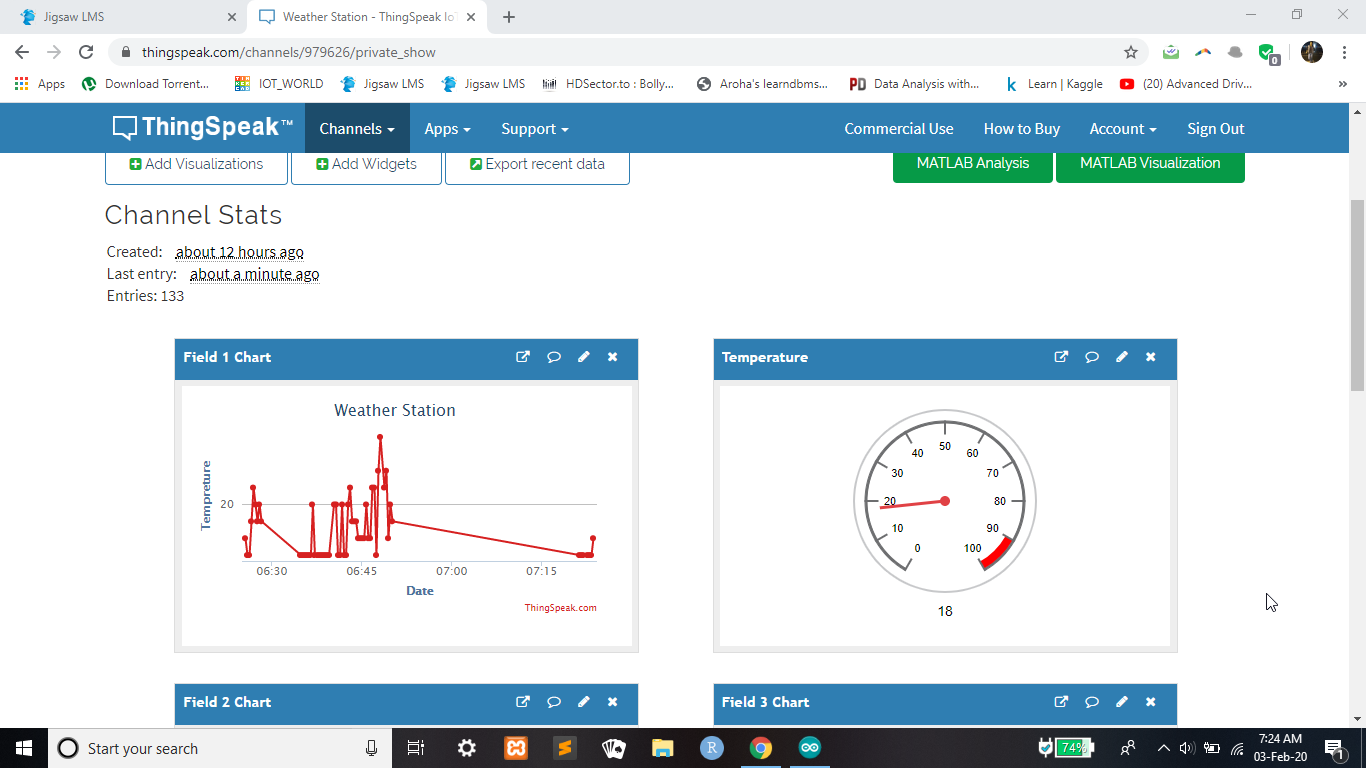 Jigsaw LMS
Weather Station - ThingSpeak IoT
thingspeak.com/channels/979626/private_show
0
Apps
Download Torrent...
IOT_WORLD
Jigsaw LMS
Jigsaw LMS
HDSector.to : Bolly...
Aroha's learndbms...
PD Data Analysis with...
k Learn | Kaggle
(20) Advanced Driv...
»
ThingSpeak™
Channels
Apps
Support
Commercial Use
How to Buy
Account
Sign Out
Add Visualizations
Add Widgets
Export recent data
MATLAB Analysis
MATLAB Visualization
Channel Stats
Created: about 12 hours ago
Last entry: about a minute ago
Entries: 133
Field 1 Chart
Weather Station
Tempreture
20
06:30 06:45 07:00 07:15
Date
ThingSpeak.com
Temperature
0 10 20 30 40 50 60 70 80 90 100
18
Field 2 Chart
Field 3 Chart
Start your search
R
74%
7:24 AM
03-Feb-20
1